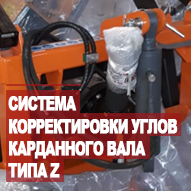 СИСТЕМА
КОРРЕКТИРОВКИ УГЛОВ
КАРДАННОГО ВАЛА
ТИПА Z